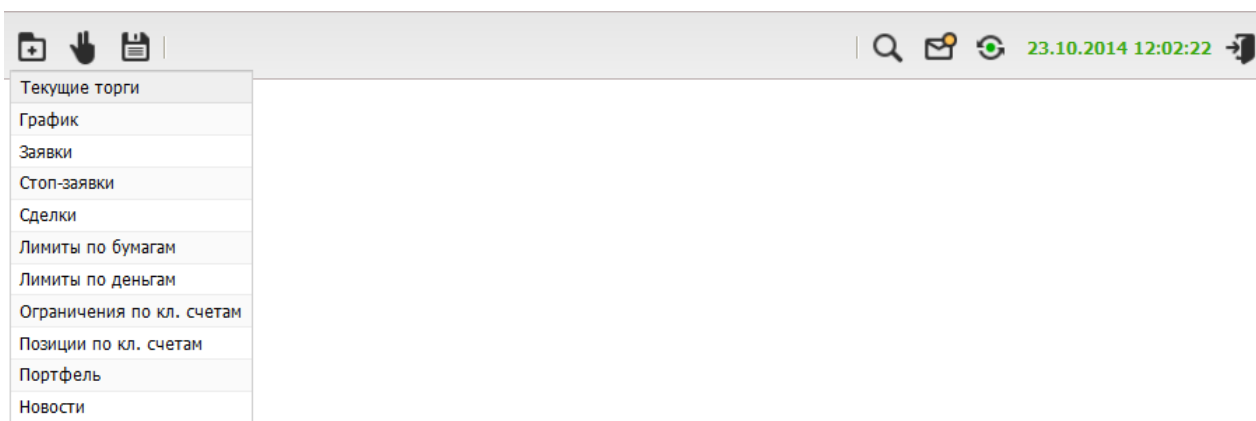 23.10.2014 12:02:22
Текущие торги
График
Заявки
Стоп-заявки
Сделки
Лимиты по бумагам
Лимиты по деньгам
Ограничения по кл. счетам
Позиции по кл. счетам
Портфель
Новости